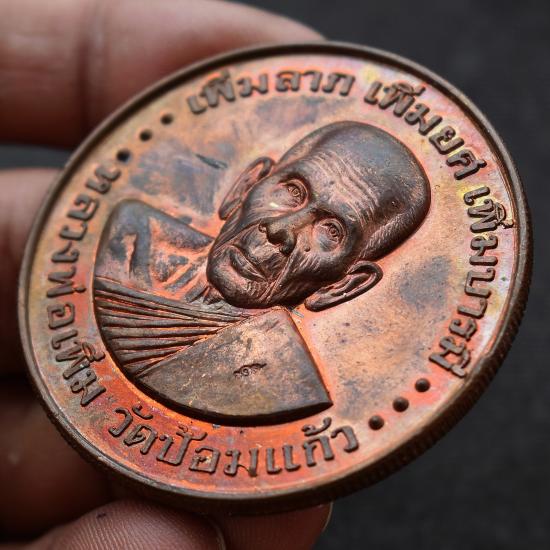 เพิ่มลาภ เพิ่มยศ เพิ่มบารมี
หลวงพ่อเพิ่ม วัดป้อมแก้ว